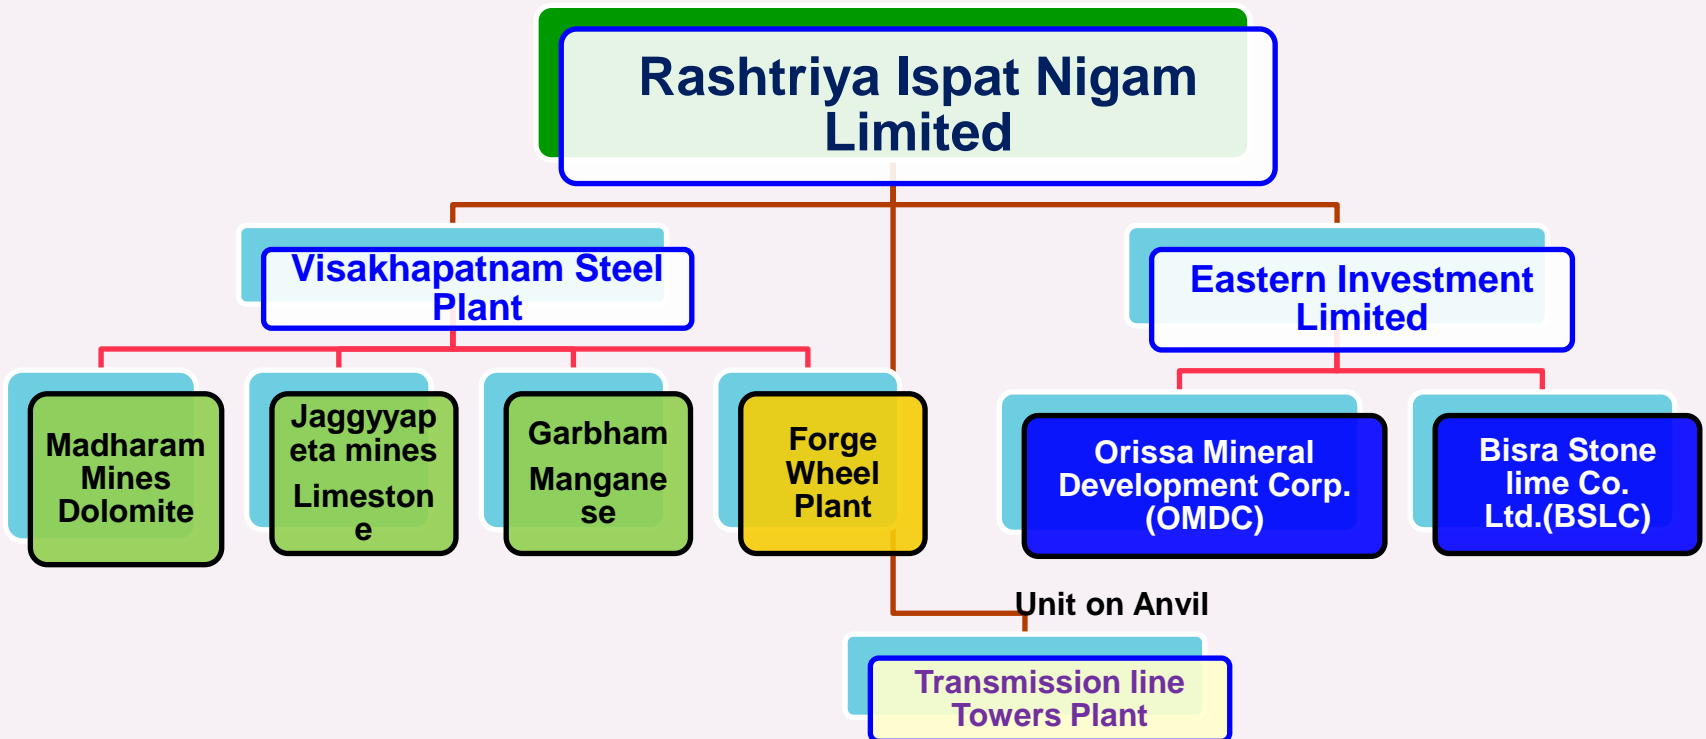 Rashtriya Ispat Nigam
Limited
Visakhapatnam Steel
Plant
Eastern Investment
Limited
Madharam
Mines
Dolomite
Jaggyyap
eta mines
Limeston
e
Garbham
Mangane
se
Forge
Wheel
Plant
Orissa Mineral
Development Corp.
(OMDC)
Bisra Stone
lime Co.
Ltd.(BSLC)
Unit on Anvil
Transmission line
Towers Plant